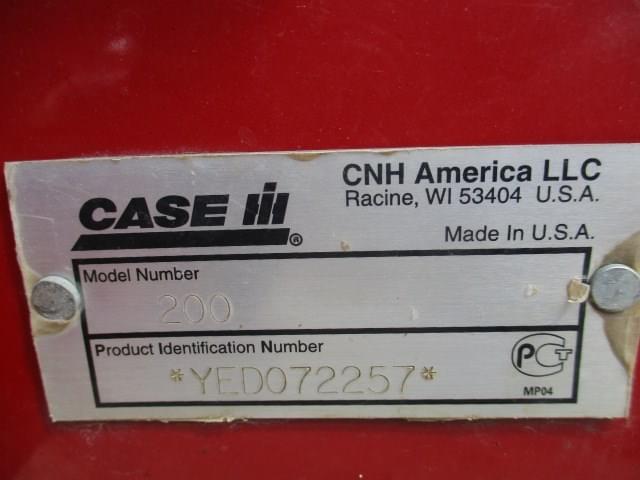 CASE IH®
CNH America LLC
Racine, WI 53404 U.S.A.
Made In U.S.A.
Model Number
200
Product Identification Number
*YED072257*
PCT
MP04